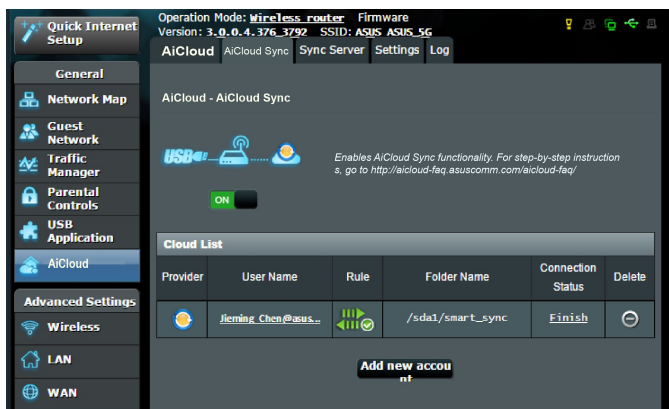 Quick Internet
Setup
Operation Mode: Wireless router Firmware
Version: 3.0.0.4.376_3792 SSID: ASUS ASUS_5G
AiCloud AiCloud Sync Sync Server Settings Log
General
Network Map
Guest
Network
Traffic
Manager
Parental
Controls
USB
Application
AiCloud
Advanced Settings
Wireless
LAN
WAN
AiCloud - AiCloud Sync
USB
Enables AiCloud Sync functionality. For step-by-step instruction
s, go to http://aicloud-faq.asuscomm.com/aicloud-faq/
ON
Cloud List
Provider User Name Rule Folder Name Connection Status Delete
Jieming Chen@asus... /sda1/smart_sync Finish
Add new accou
nt